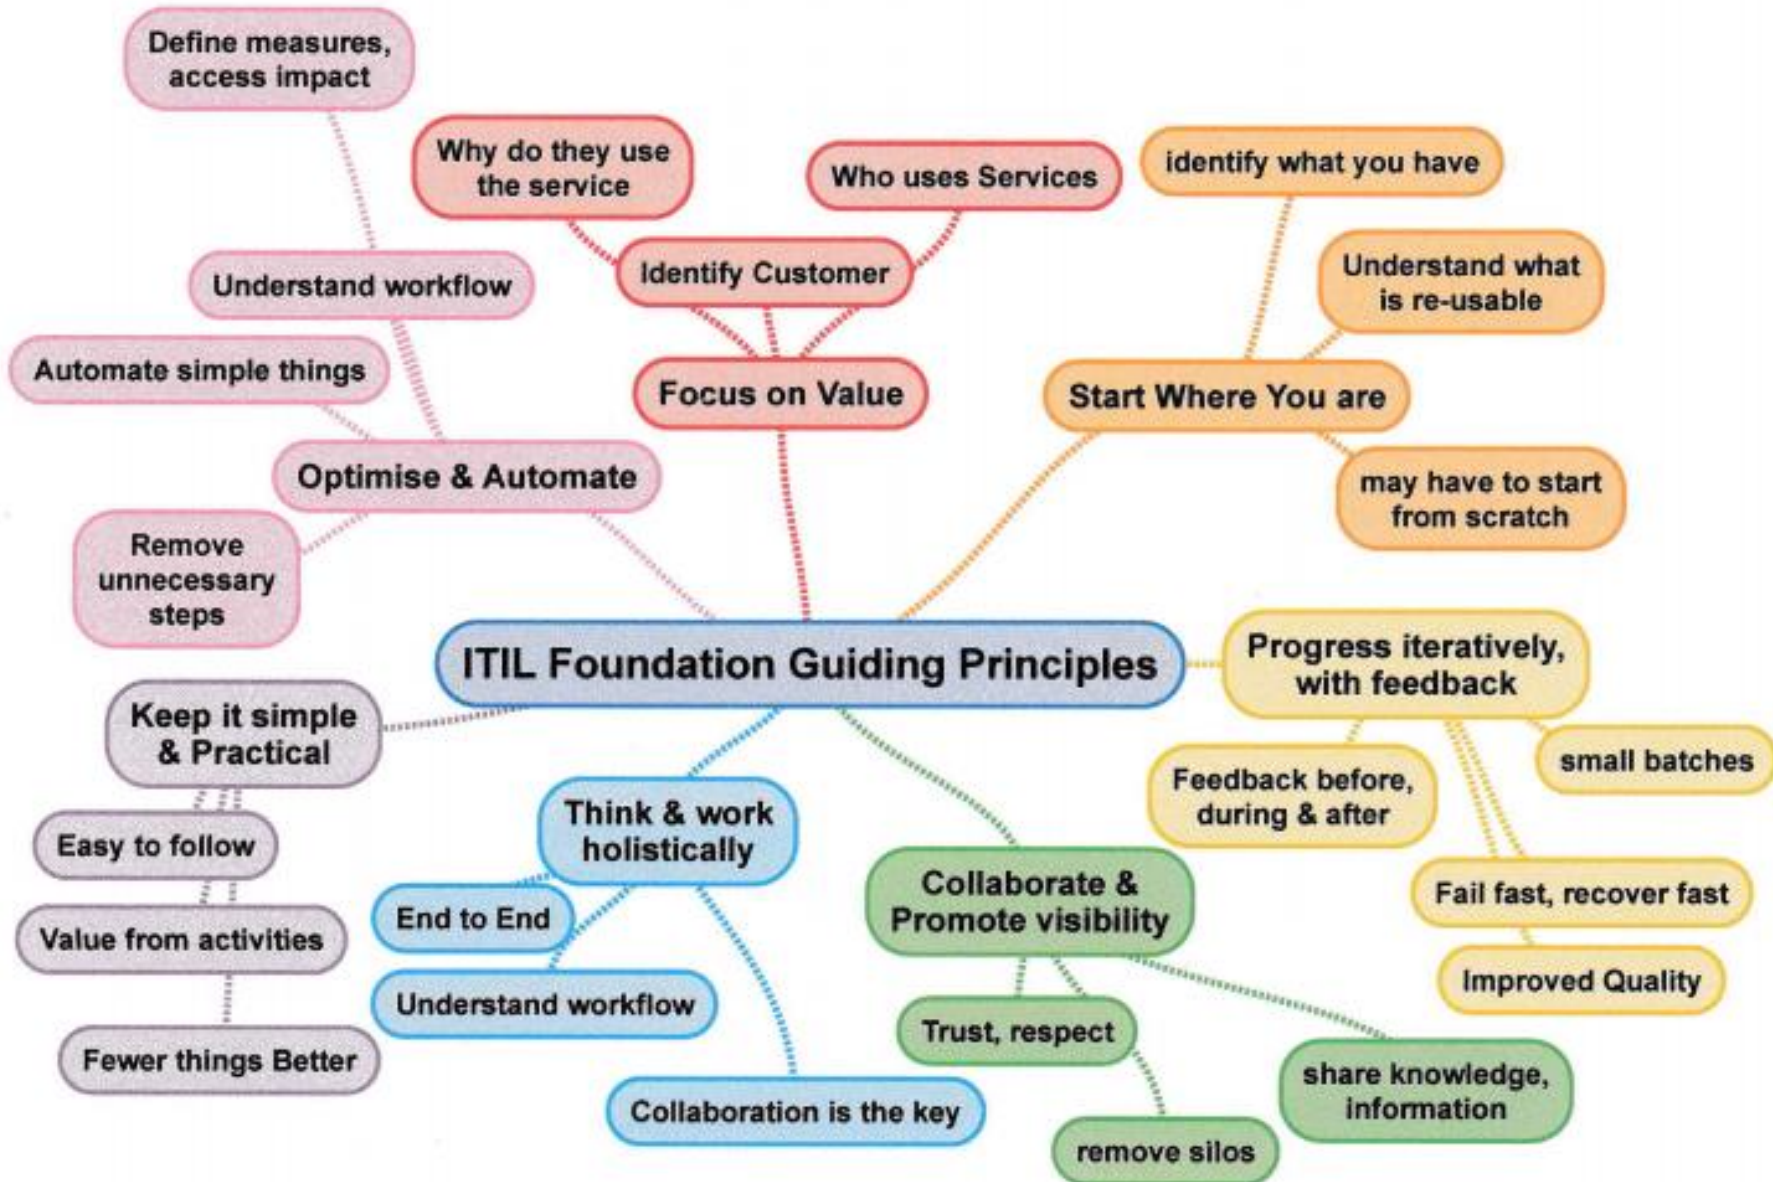 Define measures,
access impact
Why do they use
the service
Who uses Services
identify what you have
Understand workflow
Identify Customer
Understand what
is re-usable
Automate simple things
Focus on Value
Start Where You are
Optimise & Automate
may have to start
from scratch
Remove
unnecessary
steps
ITIL Foundation Guiding Principles
Progress iteratively,
with feedback
Keep it simple
& Practical
small batches
Feedback before,
during & after
Think & work
holistically
Easy to follow
Collaborate &
Promote visibility
Fail fast, recover fast
End to End
Value from activities
Improved Quality
Understand workflow
Trust, respect
Fewer things Better
share knowledge,
information
Collaboration is the key
remove silos